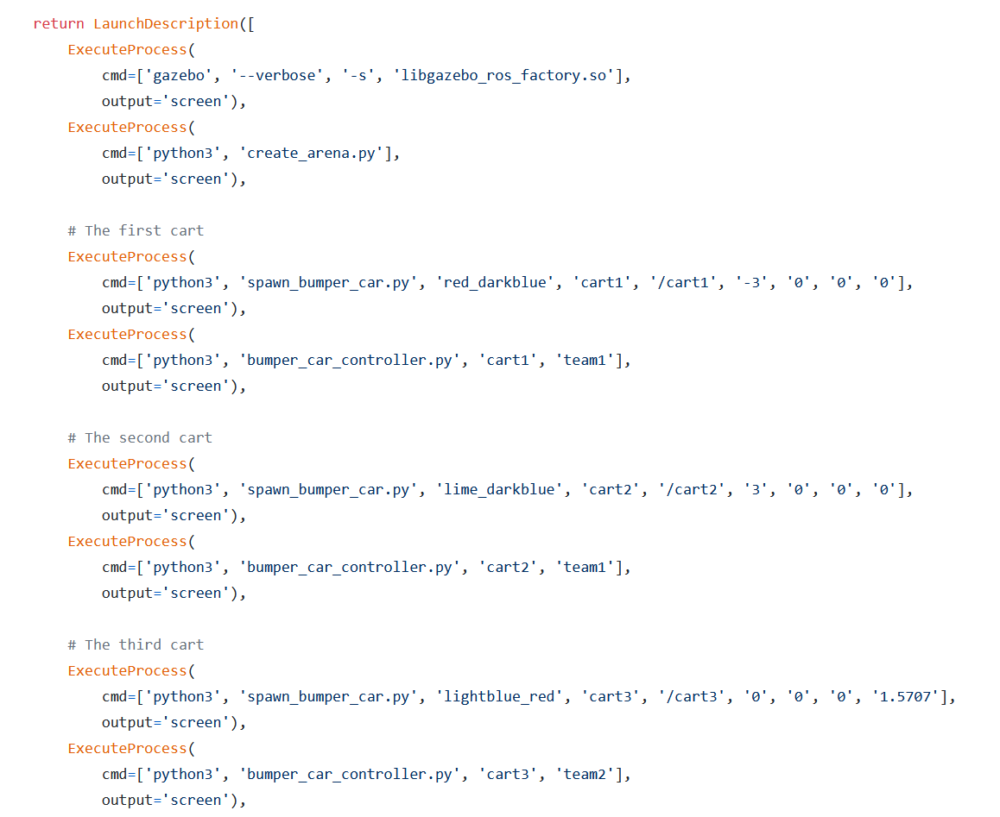 return LaunchDescription([
    ExecuteProcess(
        cmd=['gazebo', '--verbose', '-s', 'libgazebo_ros_factory.so'],
        output='screen'),
    ExecuteProcess(
        cmd=['python3', 'create_arena.py'],
        output='screen'),

    # The first cart
    ExecuteProcess(
        cmd=['python3', 'spawn_bumper_car.py', 'red_darkblue', 'cart1', '/cart1', '-3', '0', '0', '0'],
        output='screen'),
    ExecuteProcess(
        cmd=['python3', 'bumper_car_controller.py', 'cart1', 'team1'],
        output='screen'),

    # The second cart
    ExecuteProcess(
        cmd=['python3', 'spawn_bumper_car.py', 'lime_darkblue', 'cart2', '/cart2', '3', '0', '0', '0'],
        output='screen'),
    ExecuteProcess(
        cmd=['python3', 'bumper_car_controller.py', 'cart2', 'team1'],
        output='screen'),

    # The third cart
    ExecuteProcess(
        cmd=['python3', 'spawn_bumper_car.py', 'lightblue_red', 'cart3', '/cart3', '0', '0', '0', '1.5707'],
        output='screen'),
    ExecuteProcess(
        cmd=['python3', 'bumper_car_controller.py', 'cart3', 'team2'],
        output='screen'),